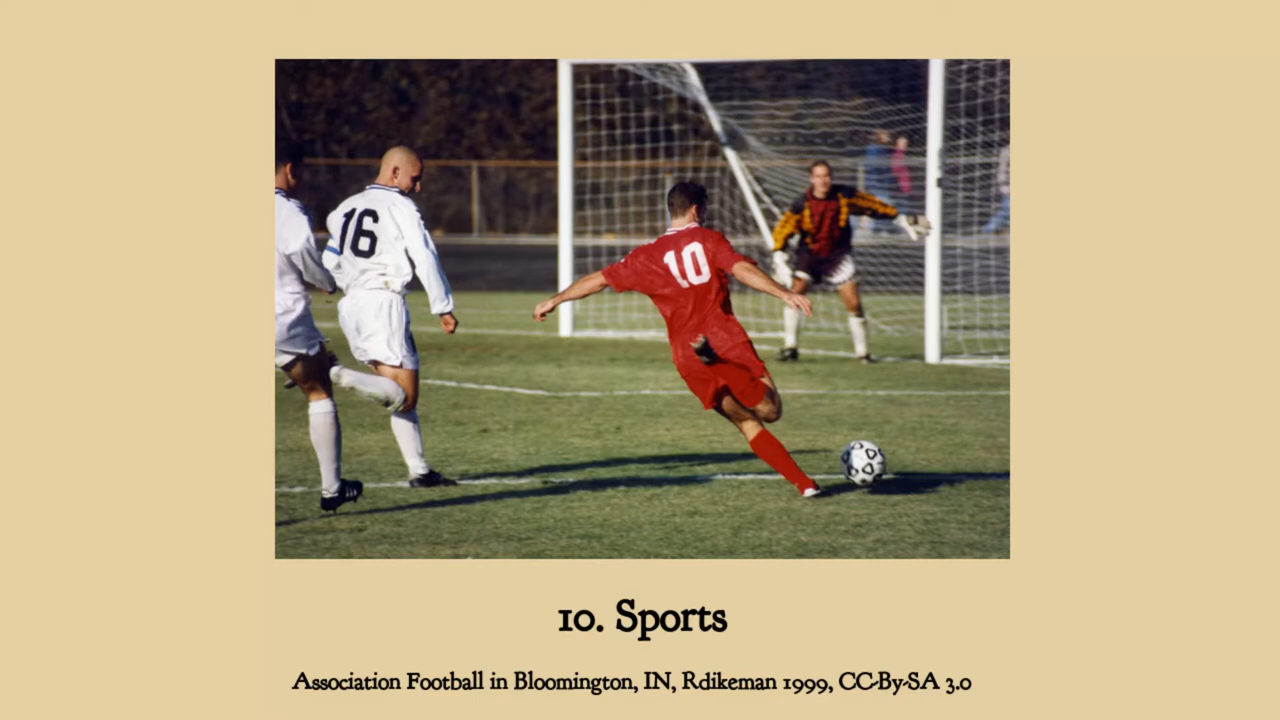 16
10
10. Sports
Association Football in Bloomington, IN, Rdikeman 1999, CC-By-SA 3.0